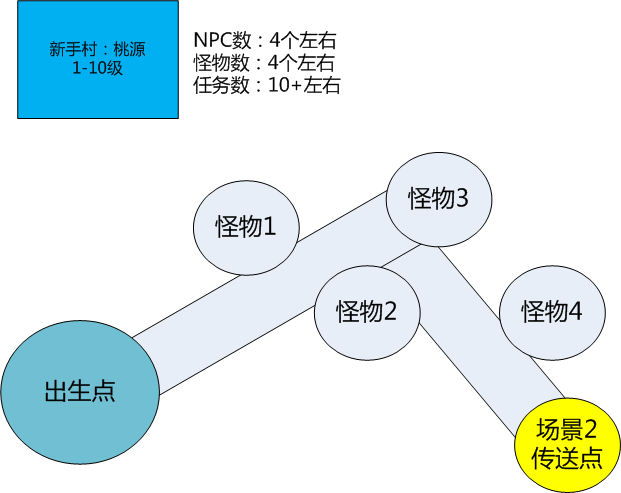 新手村：桃源
1-10级
NPC数：4个左右
怪物数：4个左右
任务数：10+左右
怪物3
怪物1
怪物2
怪物4
出生点
场景2
传送点